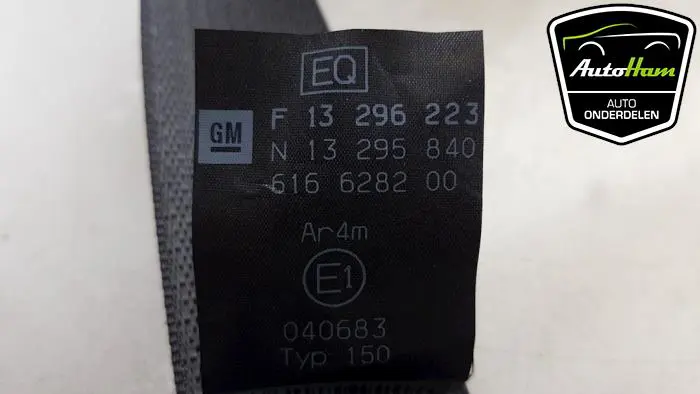 EQ
GM
F 13 296 223
N 13 295 840
616 6282 00
Ar4m
E1
040683
Typ 150
AutoHam
AUTO
ONDERDELEN